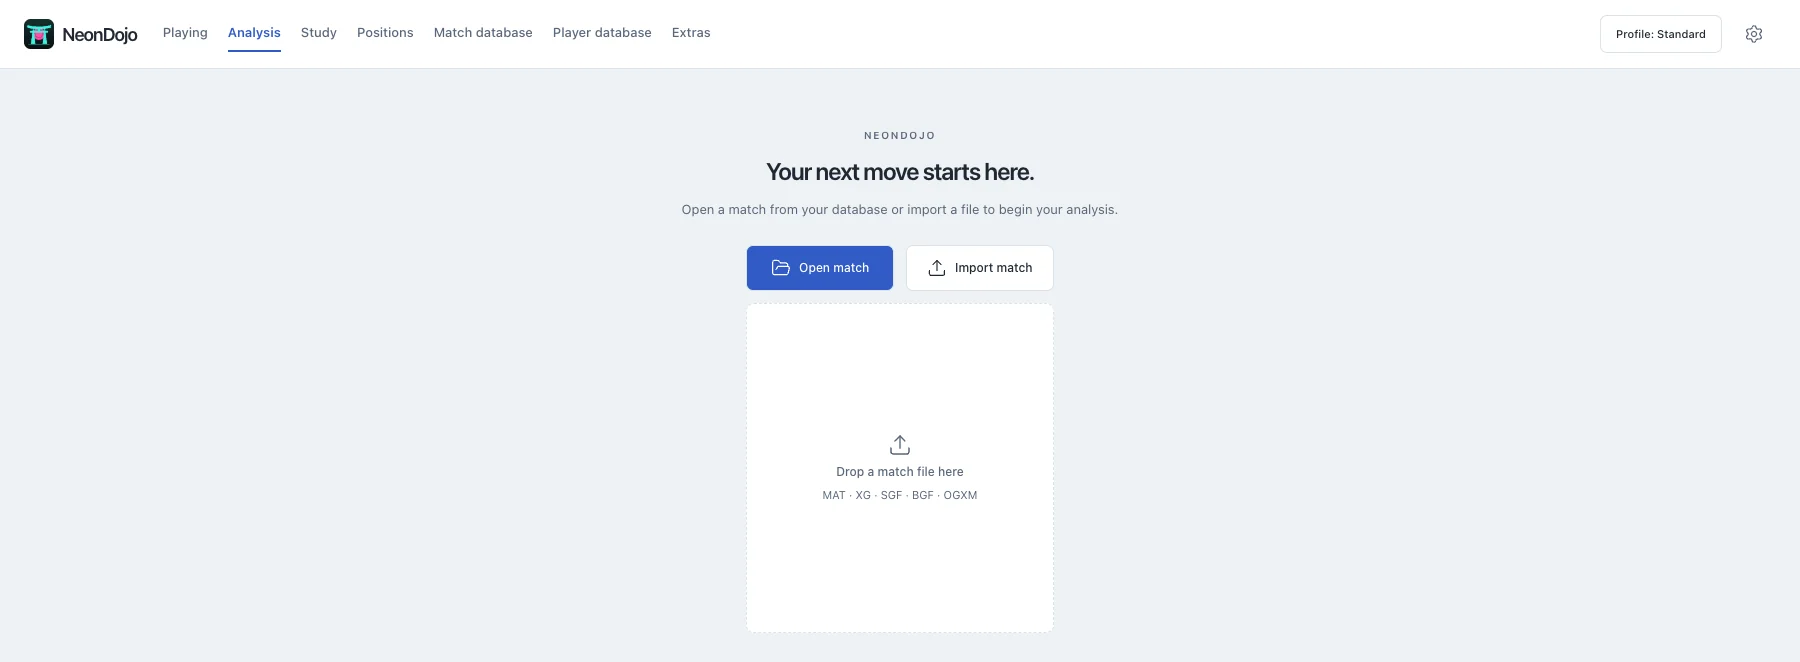 NeonDojo
Playing
Analysis
Study
Positions
Match database
Player database
Extras
Profile: Standard
NEONDOJO
Your next move starts here.
Open a match from your database or import a file to begin your analysis.
Open match
Import match
Drop a match file here
MAT · XG · SGF · BGF · OGXM